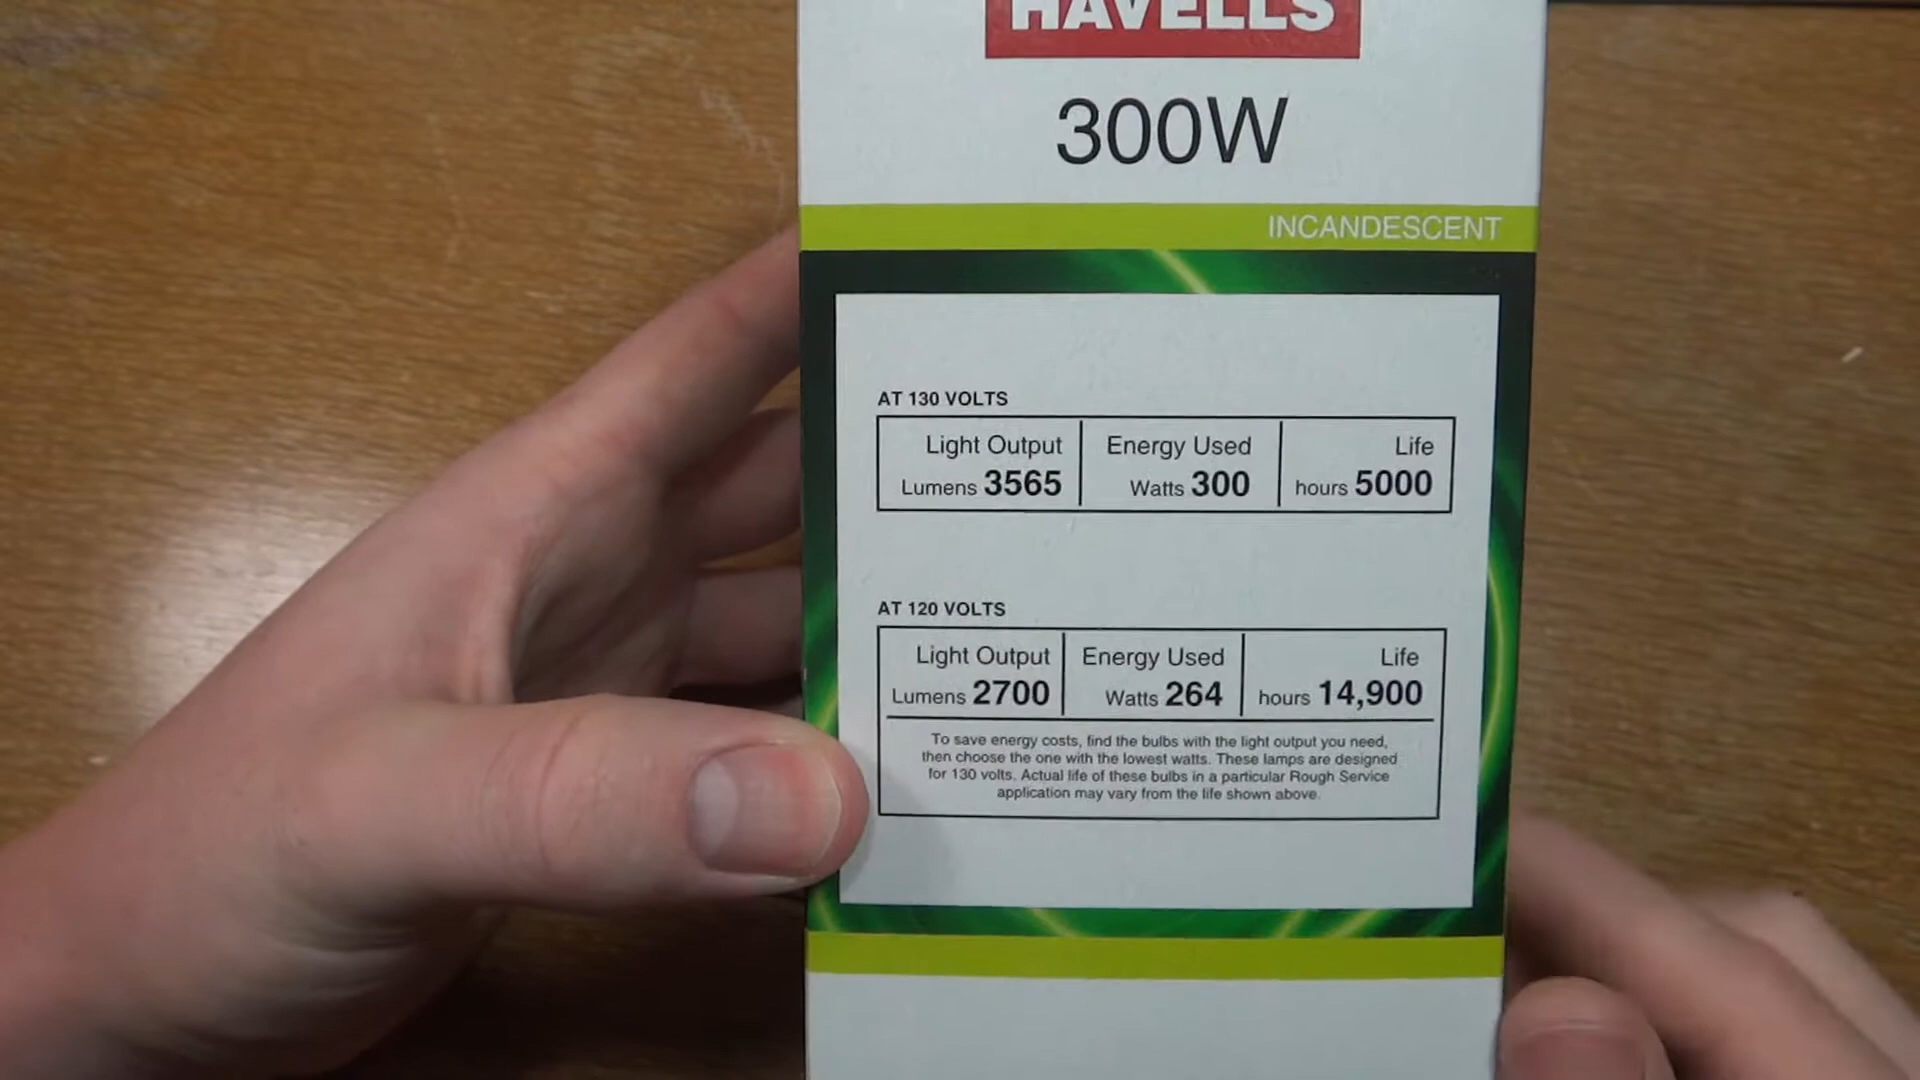 HAVELLS
300W
INCANDESCENT
AT 130 VOLTS
Light Output Energy Used Life
Lumens 3565 Watts 300 hours 5000
AT 120 VOLTS
Light Output Energy Used Life
Lumens 2700 Watts 264 hours 14,900
To save energy costs, find the bulbs with the light output you need,
then choose the one with the lowest watts. These lamps are designed
for 130 volts. Actual life of these bulbs in a particular Rough Service
application may vary from the life shown above.